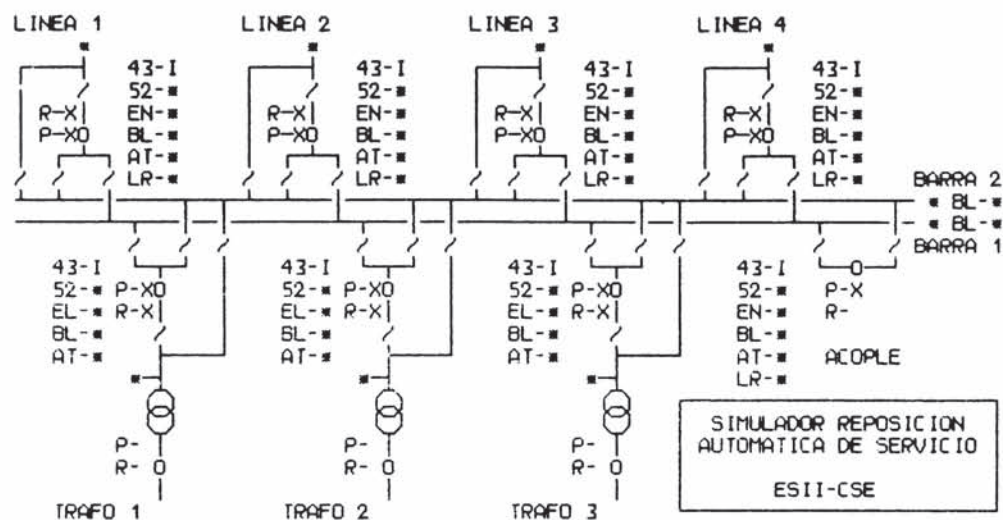 LINEA 1 LINEA 2 LINEA 3 LINEA 4
43-I 43-I 43-I 43-I
52-■ 52-■ 52-■ 52-■
R-X EN-■ R-X EN-■ R-X EN-■ R-X EN-■
P-XO BL-■ P-XO BL-■ P-XO BL-■ P-XO BL-■
AT-■ AT-■ AT-■ AT-■
LR-■ LR-■ LR-■ LR-■ BARRA 2
■ BL-■
■ BL-■
BARRA 1
43-I 43-I 43-I 43-I O
52-■ P-XO 52-■ P-XO 52-■ P-XO 52-■ P-X
EL-■ R-X EL-■ R-X EL-■ R-X EN-■ R-
BL-■ BL-■ BL-■ BL-■
AT-■ AT-■ AT-■ AT-■ ACOPLE
LR-■
SIMULADOR REPOSICION
AUTOMATICA DE SERVICIO
P- P- P-
R- O R- O R- O
ESII-CSE
TRAFO 1 TRAFO 2 TRAFO 3